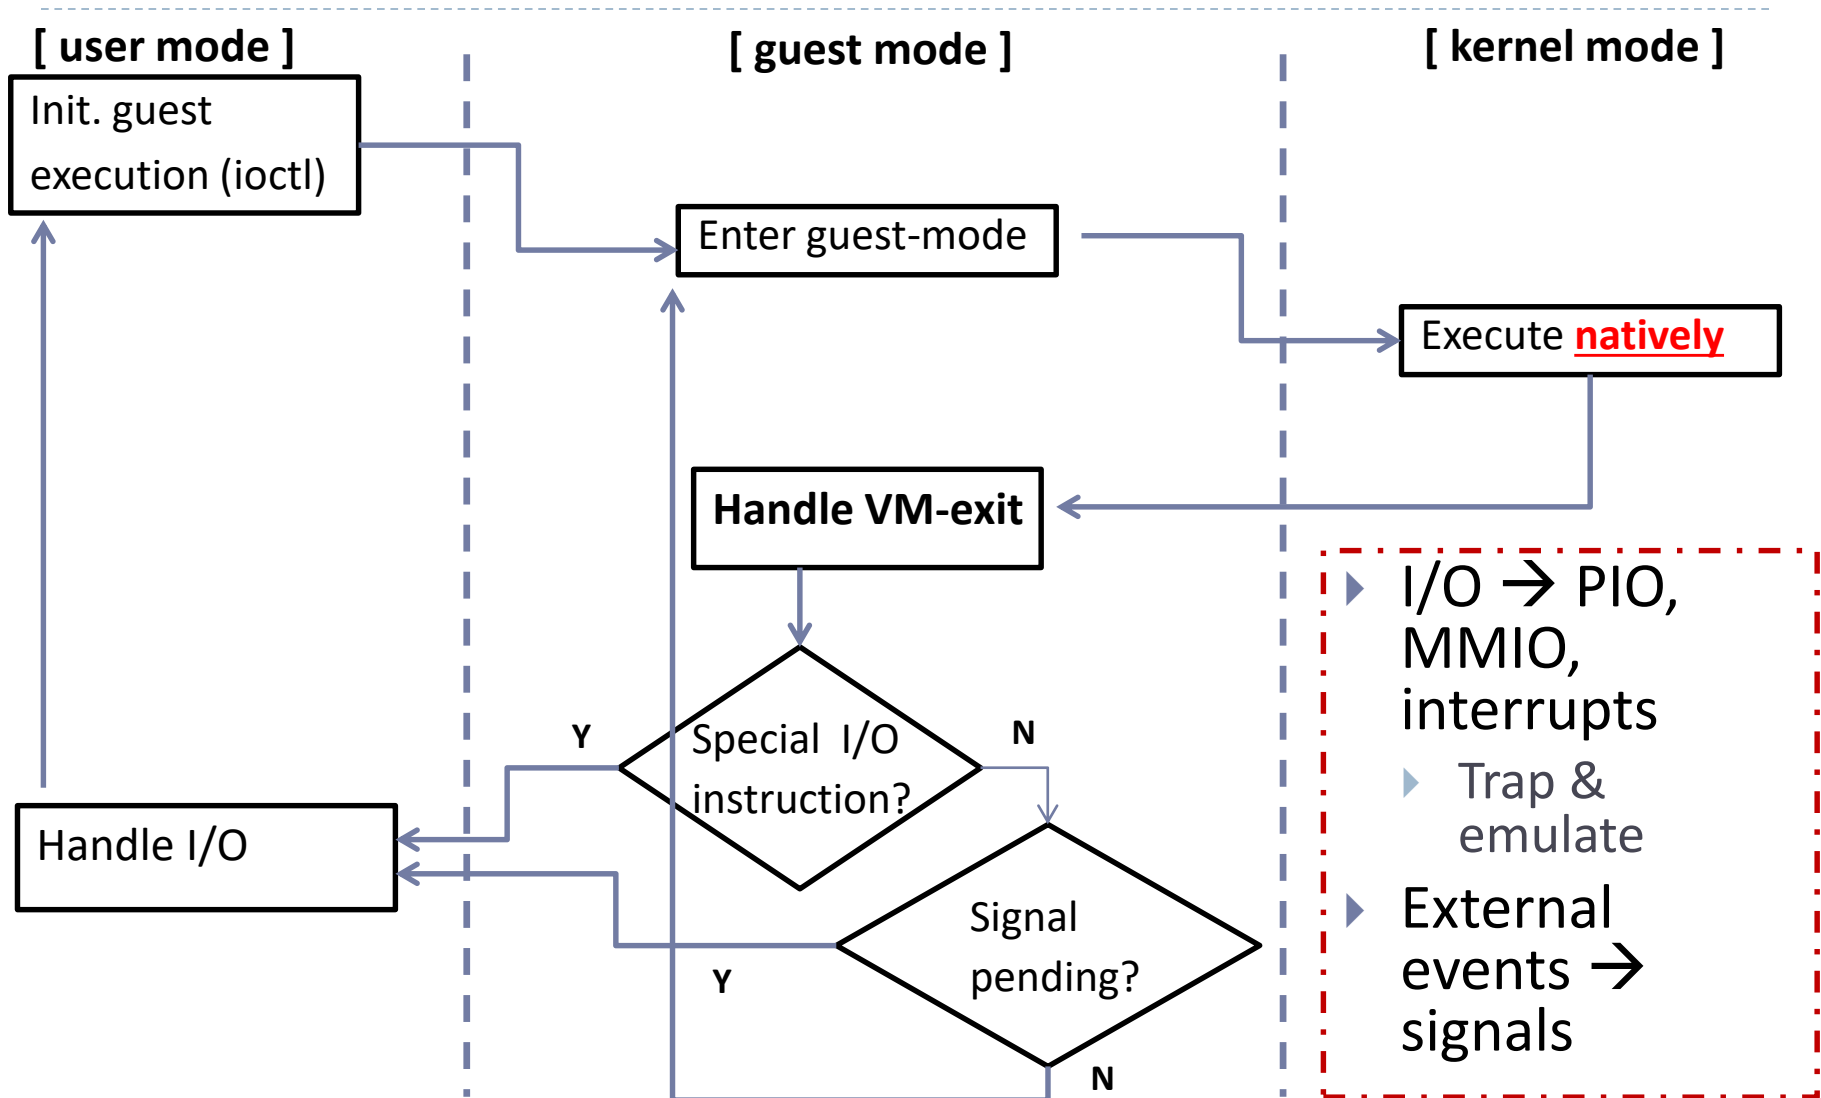 [ user mode ]
[ guest mode ]
[ kernel mode ]
Init. guest
execution (ioctl)
Enter guest-mode
Execute natively
Handle VM-exit
Y
Special I/O
instruction?
N
Handle I/O
Signal
pending?
Y
N
I/O → PIO,
MMIO,
interrupts
Trap &
emulate
External
events →
signals